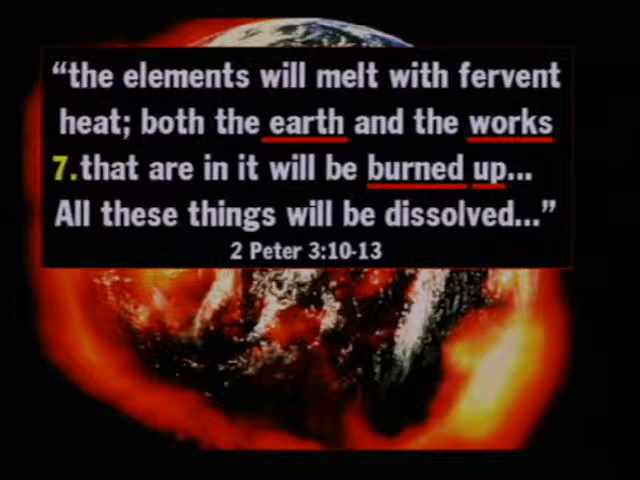 “the elements will melt with fervent
heat; both the earth and the works
7.that are in it will be burned up...
All these things will be dissolved...”
2 Peter 3:10-13